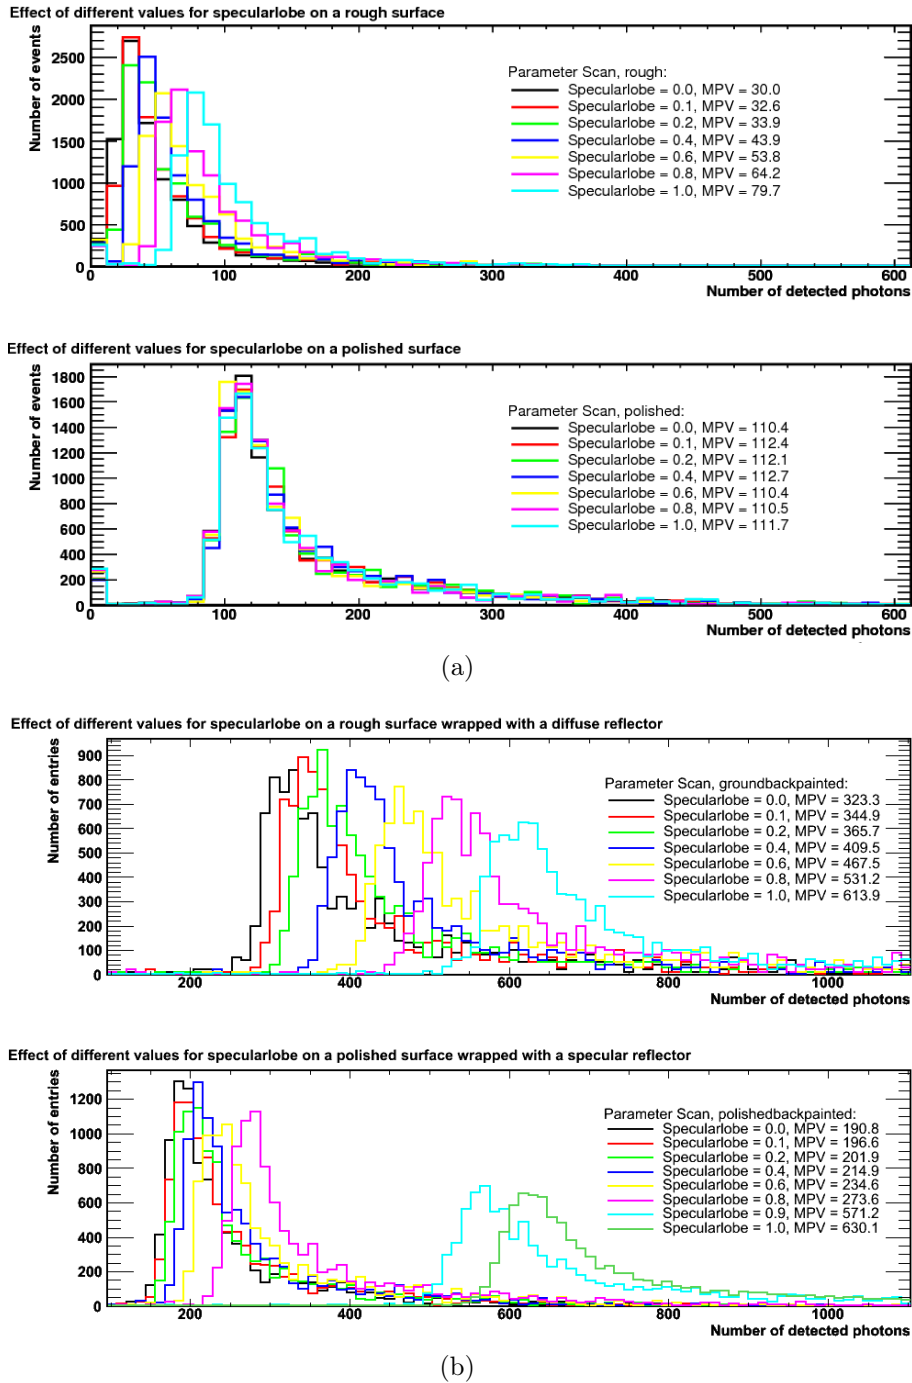 Effect of different values for specularlobe on a rough surface
Number of events
2500
2000
1500
1000
500
0
Parameter Scan, rough:
Specularlobe = 0.0, MPV = 30.0
Specularlobe = 0.1, MPV = 32.6
Specularlobe = 0.2, MPV = 33.9
Specularlobe = 0.4, MPV = 43.9
Specularlobe = 0.6, MPV = 53.8
Specularlobe = 0.8, MPV = 64.2
Specularlobe = 1.0, MPV = 79.7
0 100 200 300 400 500 600
Number of detected photons
Effect of different values for specularlobe on a polished surface
Number of events
1800
1600
1400
1200
1000
800
600
400
200
0
Parameter Scan, polished:
Specularlobe = 0.0, MPV = 110.4
Specularlobe = 0.1, MPV = 112.4
Specularlobe = 0.2, MPV = 112.1
Specularlobe = 0.4, MPV = 112.7
Specularlobe = 0.6, MPV = 110.4
Specularlobe = 0.8, MPV = 110.5
Specularlobe = 1.0, MPV = 111.7
0 100 200 300 400 500 600
Number of detected photons
(a)
Effect of different values for specularlobe on a rough surface wrapped with a diffuse reflector
Number of entries
900
800
700
600
500
400
300
200
100
0
Parameter Scan, groundbackpainted:
Specularlobe = 0.0, MPV = 323.3
Specularlobe = 0.1, MPV = 344.9
Specularlobe = 0.2, MPV = 365.7
Specularlobe = 0.4, MPV = 409.5
Specularlobe = 0.6, MPV = 467.5
Specularlobe = 0.8, MPV = 531.2
Specularlobe = 1.0, MPV = 613.9
200 400 600 800 1000
Number of detected photons
Effect of different values for specularlobe on a polished surface wrapped with a specular reflector
Number of entries
1200
1000
800
600
400
200
0
Parameter Scan, polishedbackpainted:
Specularlobe = 0.0, MPV = 190.8
Specularlobe = 0.1, MPV = 196.6
Specularlobe = 0.2, MPV = 201.9
Specularlobe = 0.4, MPV = 214.9
Specularlobe = 0.6, MPV = 234.6
Specularlobe = 0.8, MPV = 273.6
Specularlobe = 0.9, MPV = 571.2
Specularlobe = 1.0, MPV = 630.1
200 400 600 800 1000
Number of detected photons
(b)